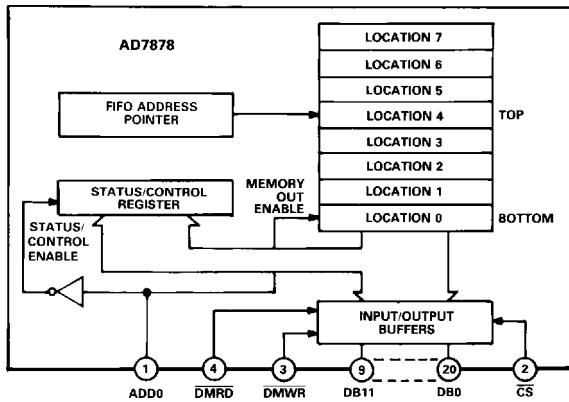 AD7878
LOCATION 7
LOCATION 6
LOCATION 5
FIFO ADDRESS
POINTER
LOCATION 4
TOP
LOCATION 3
LOCATION 2
STATUS/CONTROL
REGISTER
MEMORY
OUT
ENABLE
LOCATION 1
LOCATION 0
BOTTOM
STATUS/
CONTROL
ENABLE
INPUT/OUTPUT
BUFFERS
1
4
3
9
20
2
ADD0
DMRD
DMWR
DB11
DB0
CS